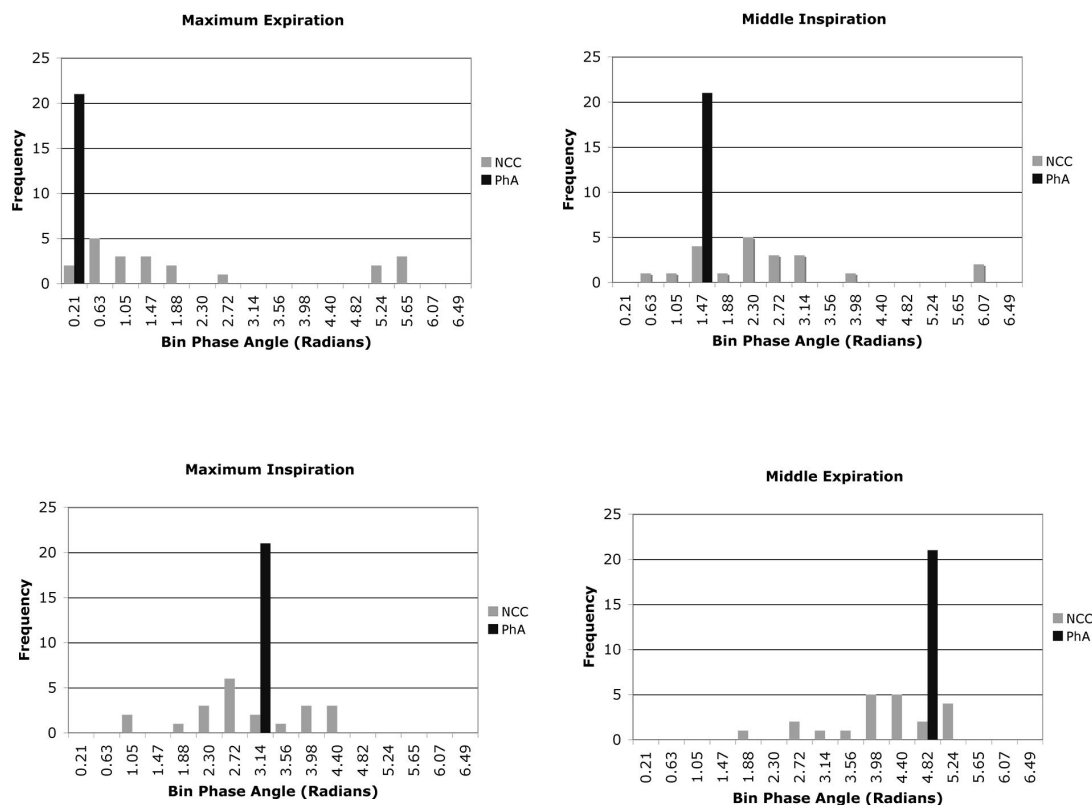 Maximum Expiration
25
20
15
10
5
0
Frequency
0.21 0.63 1.05 1.47 1.88 2.30 2.72 3.14 3.56 3.98 4.40 4.82 5.24 5.65 6.07 6.49
Bin Phase Angle (Radians)
NCC
PhA
Middle Inspiration
25
20
15
10
5
0
Frequency
0.21 0.63 1.05 1.47 1.88 2.30 2.72 3.14 3.56 3.98 4.40 4.82 5.24 5.65 6.07 6.49
Bin Phase Angle (Radians)
NCC
PhA
Maximum Inspiration
25
20
15
10
5
0
Frequency
0.21 0.63 1.05 1.47 1.88 2.30 2.72 3.14 3.56 3.98 4.40 4.82 5.24 5.65 6.07 6.49
Bin Phase Angle (Radians)
NCC
PhA
Middle Expiration
25
20
15
10
5
0
Frequency
0.21 0.63 1.05 1.47 1.88 2.30 2.72 3.14 3.56 3.98 4.40 4.82 5.24 5.65 6.07 6.49
Bin Phase Angle (Radians)
NCC
PhA